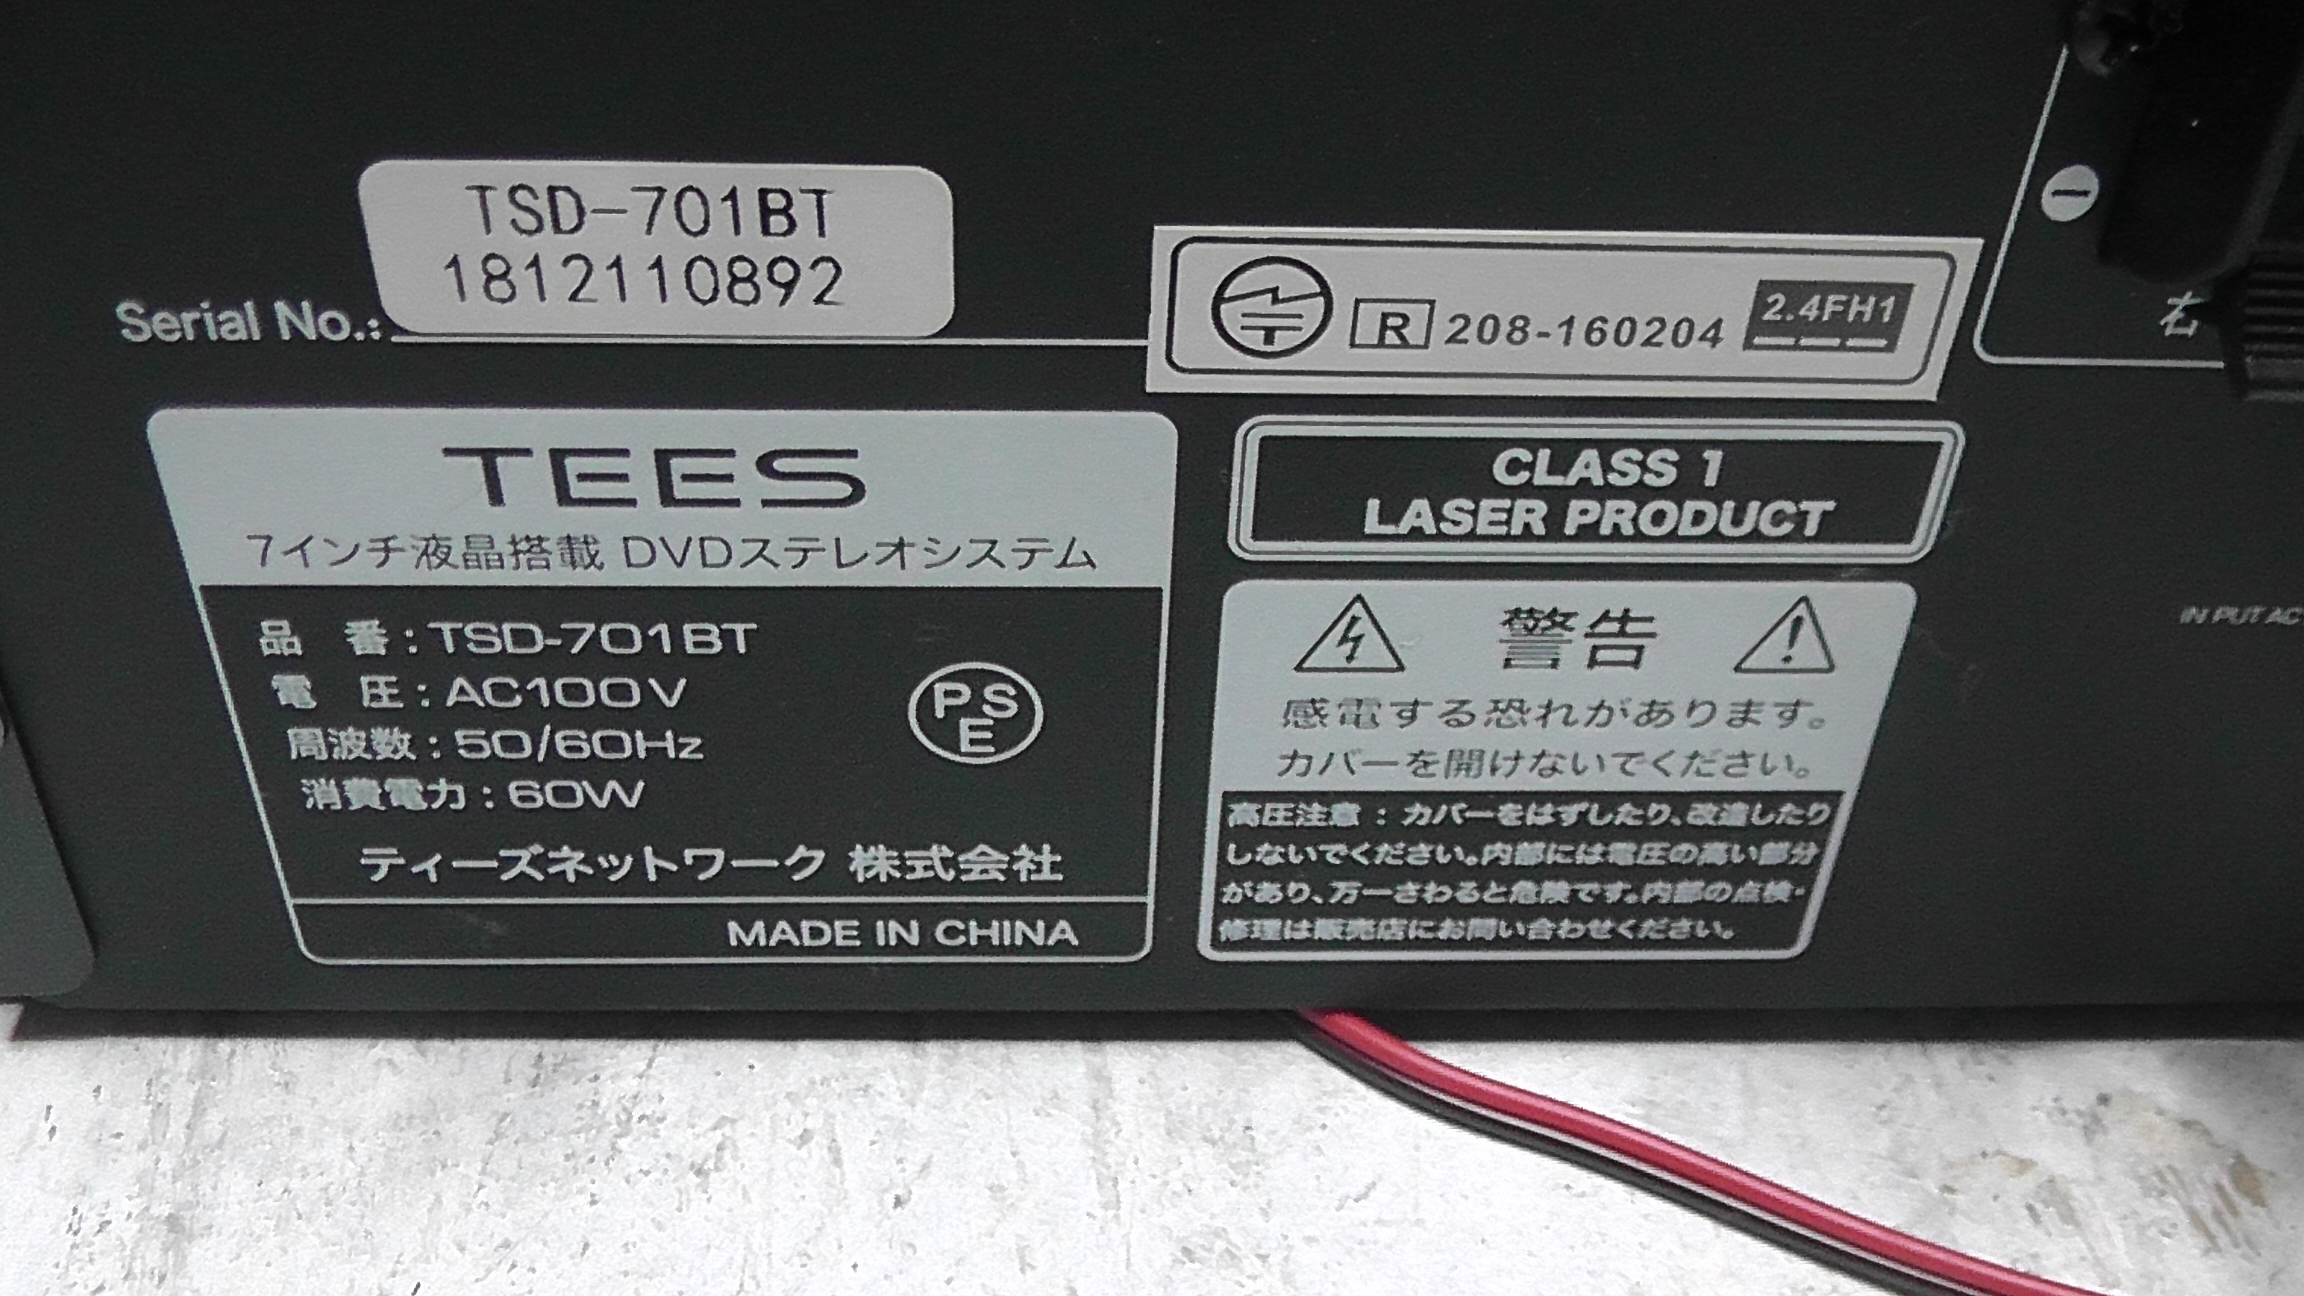 TSD-701BT
1812110892
Serial No.:
R 208-160204 2.4FH1
右
TEES
7インチ液晶搭載 DVDステレオシステム
品 番:TSD-701BT
電 圧:AC100V
周波数:50/60Hz
消費電力:60W
PSE
ティーズネットワーク 株式会社
MADE IN CHINA
CLASS 1
LASER PRODUCT
警告
感電する恐れがあります。
カバーを開けないでください。
高圧注意:カバーをはずしたり、改造したり
しないでください。内部には電圧の高い部分
があり、万一さわると危険です。内部の点検・
修理は販売店にお問い合わせください。
IN PUT AC